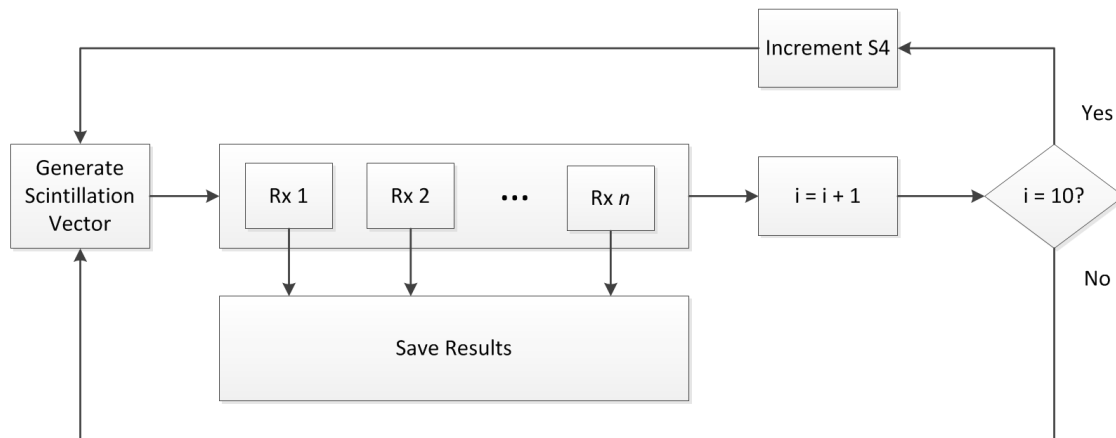 Increment S4
Yes
Generate
Scintillation
Vector
Rx 1
Rx 2
...
Rx n
i = i + 1
i = 10?
No
Save Results